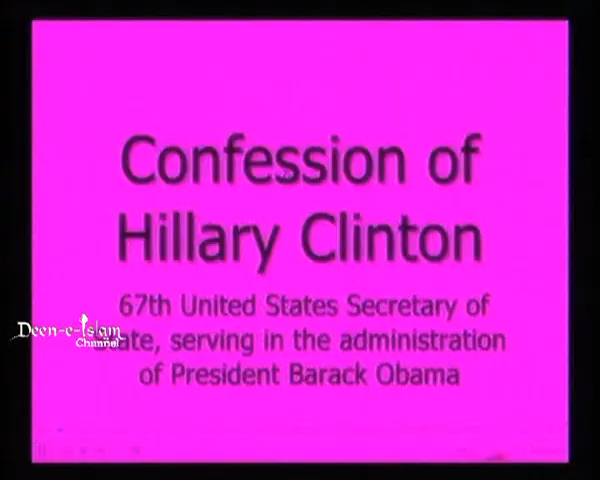 Confession of
Hillary Clinton
67th United States Secretary of
State, serving in the administration
of President Barack Obama
Deen-e-Islam
Channel